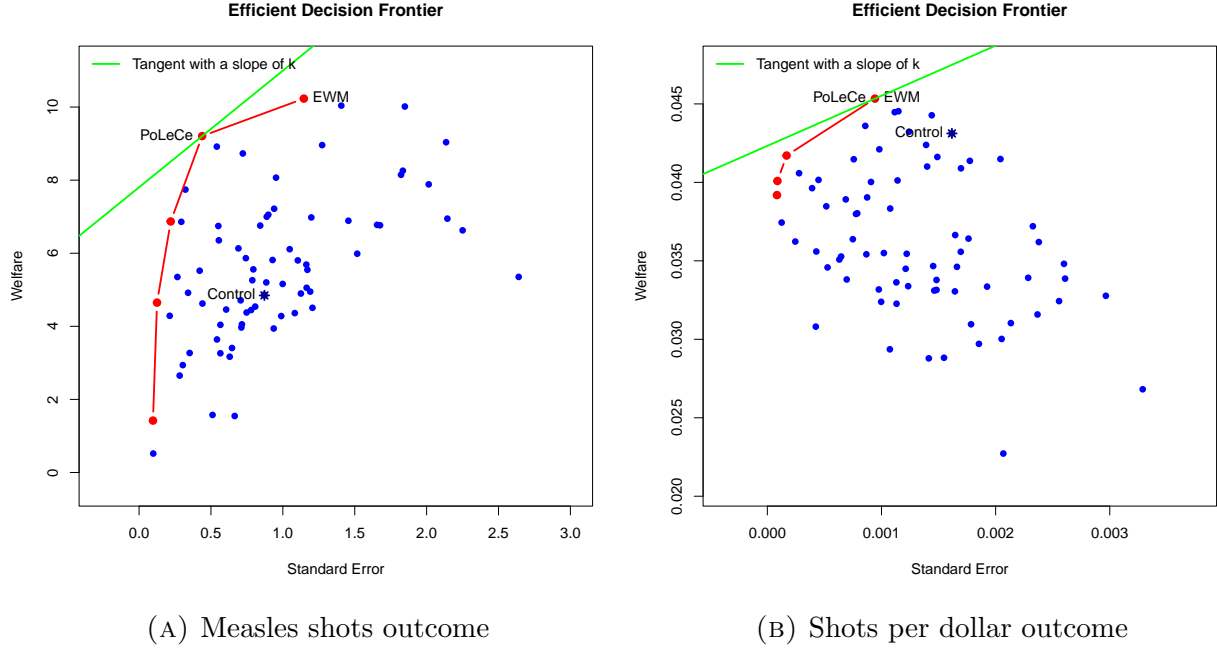 Efficient Decision Frontier
Tangent with a slope of k
EWM
PoLeCe
Control
Welfare
10
8
6
4
2
0
0.0 0.5 1.0 1.5 2.0 2.5 3.0
Standard Error
(A) Measles shots outcome
Efficient Decision Frontier
Tangent with a slope of k
PoLeCe EWM
Control
Welfare
0.045
0.040
0.035
0.030
0.025
0.020
0.000 0.001 0.002 0.003
Standard Error
(B) Shots per dollar outcome